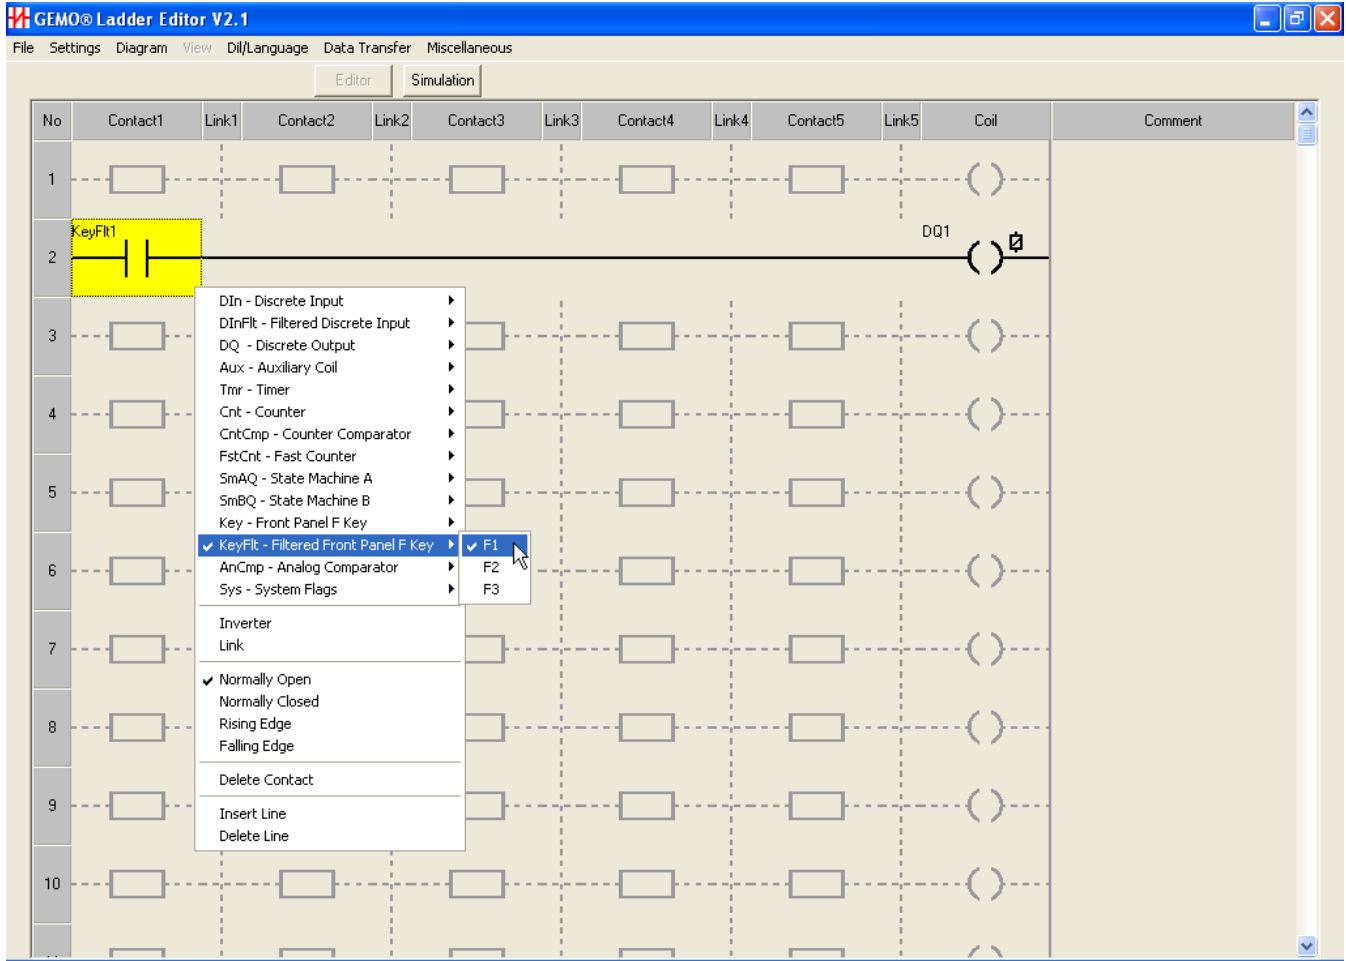 GEMO® Ladder Editor V2.1
File Settings Diagram View Dil/Language Data Transfer Miscellaneous
Editor Simulation
No Contact1 Link1 Contact2 Link2 Contact3 Link3 Contact4 Link4 Contact5 Link5 Coil Comment
1
KeyFlt1 DQ1
2
DIn - Discrete Input
DInFlt - Filtered Discrete Input
3
DQ - Discrete Output
Aux - Auxiliary Coil
Tmr - Timer
4
Cnt - Counter
CntCmp - Counter Comparator
FstCnt - Fast Counter
SmAQ - State Machine A
5
SmBQ - State Machine B
Key - Front Panel F Key
KeyFlt - Filtered Front Panel F Key F1
6
AnCmp - Analog Comparator F2
Sys - System Flags F3
Inverter
7
Link
Normally Open
Normally Closed
8
Rising Edge
Falling Edge
Delete Contact
9
Insert Line
Delete Line
10